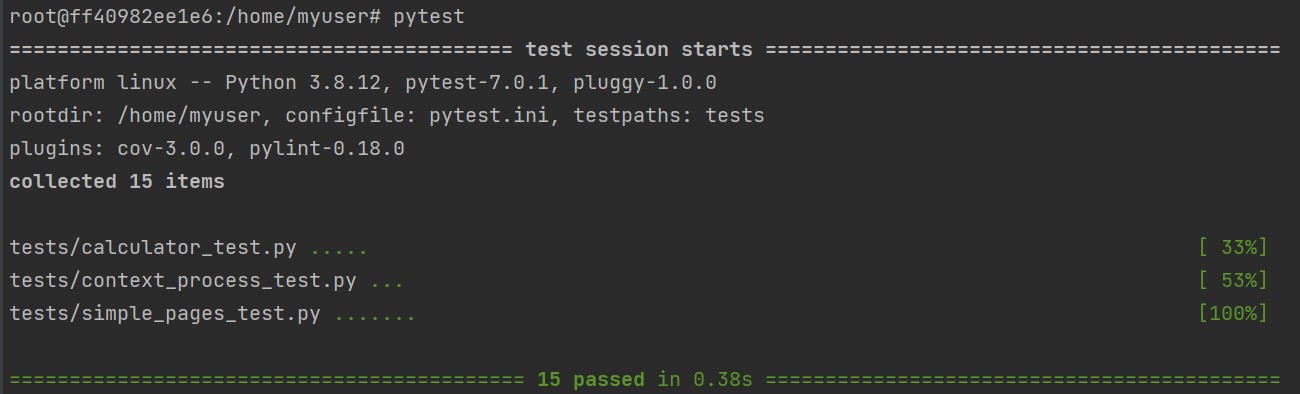 root@ff40982ee1e6:/home/myuser# pytest
========================================== test session starts ===========================================
platform linux -- Python 3.8.12, pytest-7.0.1, pluggy-1.0.0
rootdir: /home/myuser, configfile: pytest.ini, testpaths: tests
plugins: cov-3.0.0, pylint-0.18.0
collected 15 items
tests/calculator_test.py ..... [ 33%]
tests/context_process_test.py ... [ 53%]
tests/simple_pages_test.py ....... [100%]
=========================================== 15 passed in 0.38s ===========================================